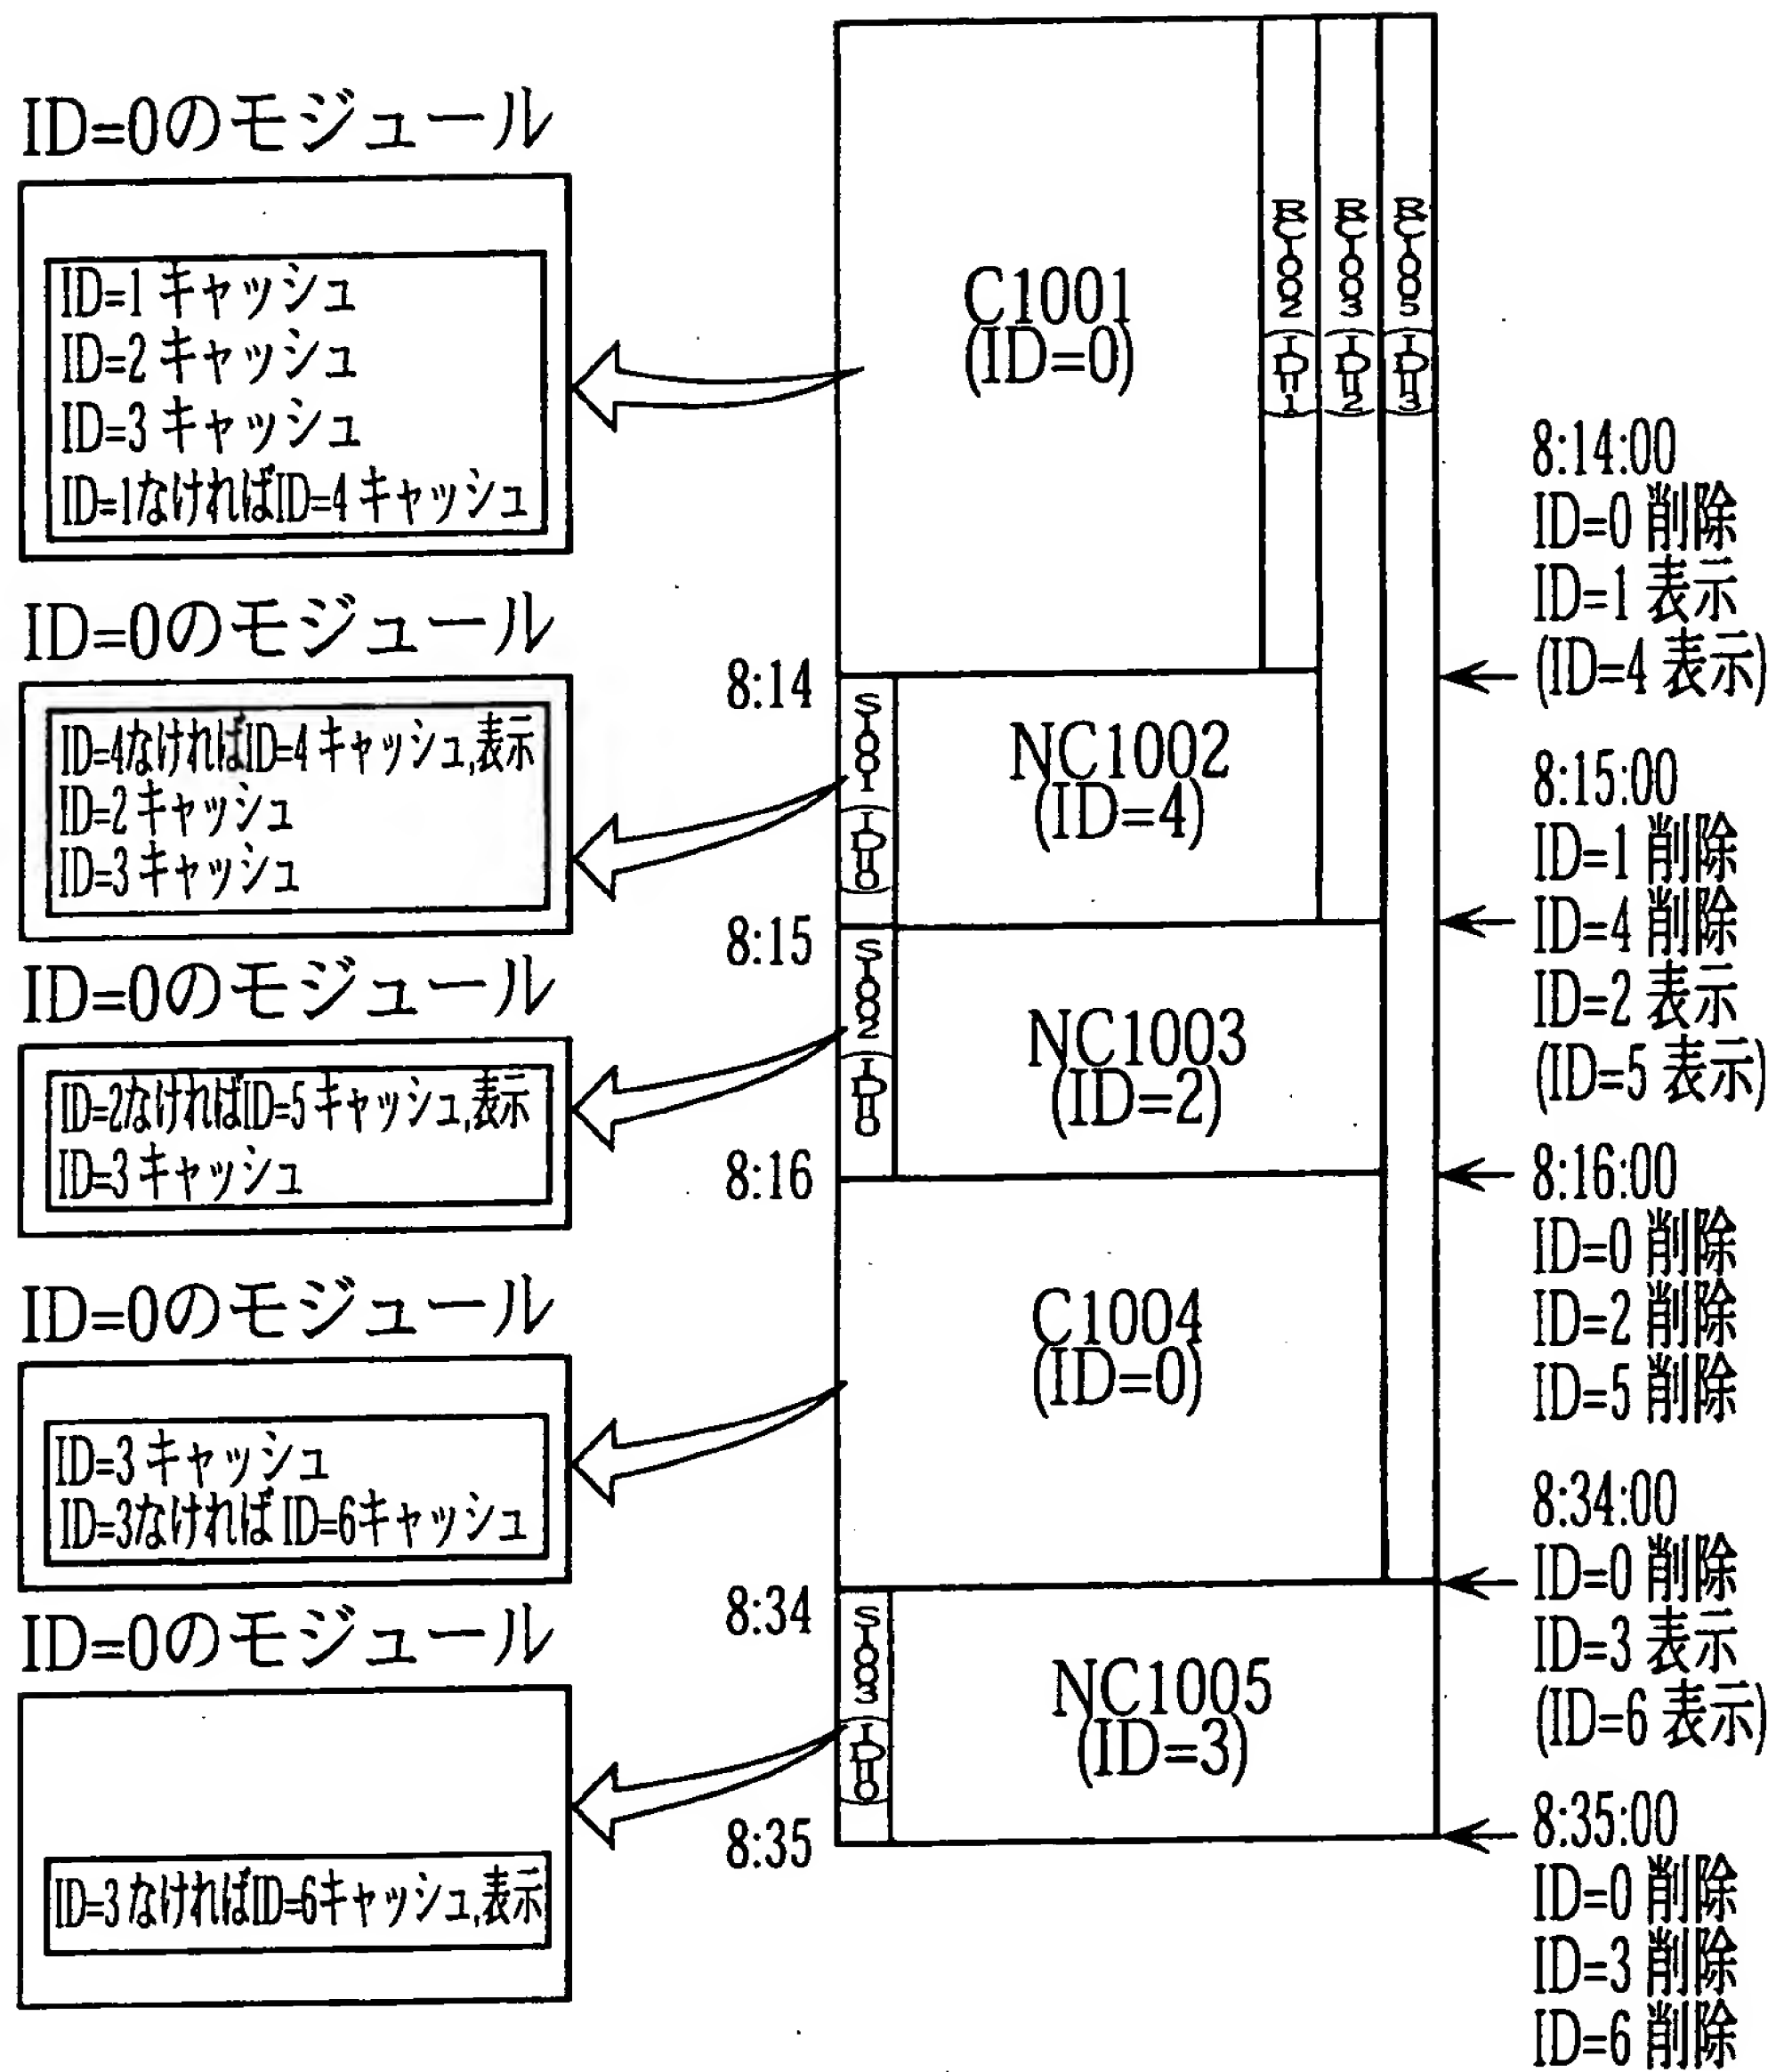 ID=0のモジュール
ID=1 キャッシュ
ID=2 キャッシュ
ID=3 キャッシュ
ID=1なければID=4 キャッシュ
ID=0のモジュール
ID=4なければID=4 キャッシュ,表示
ID=2 キャッシュ
ID=3 キャッシュ
ID=0のモジュール
ID=2なければID=5 キャッシュ,表示
ID=3 キャッシュ
ID=0のモジュール
ID=3 キャッシュ
ID=3なければ ID=6キャッシュ
ID=0のモジュール
ID=3 なければID=6キャッシュ,表示
8:14
8:15
8:16
8:34
8:35
C1001
(ID=0)
RC1002(ID=1)
RC1003(ID=2)
RC1005(ID=3)
S1001(ID=0)
NC1002
(ID=4)
S1002(ID=0
NC1003
(ID=2)
C1004
(ID=0)
S1003(ID=0)
NC1005
(ID=3)
8:14:00
ID=0 削除
ID=1 表示
(ID=4 表示)
8:15:00
ID=1 削除
ID=4 削除
ID=2 表示
(ID=5 表示)
8:16:00
ID=0 削除
ID=2 削除
ID=5 削除
8:34:00
ID=0 削除
ID=3 表示
(ID=6 表示)
8:35:00
ID=0 削除
ID=3 削除
ID=6 削除